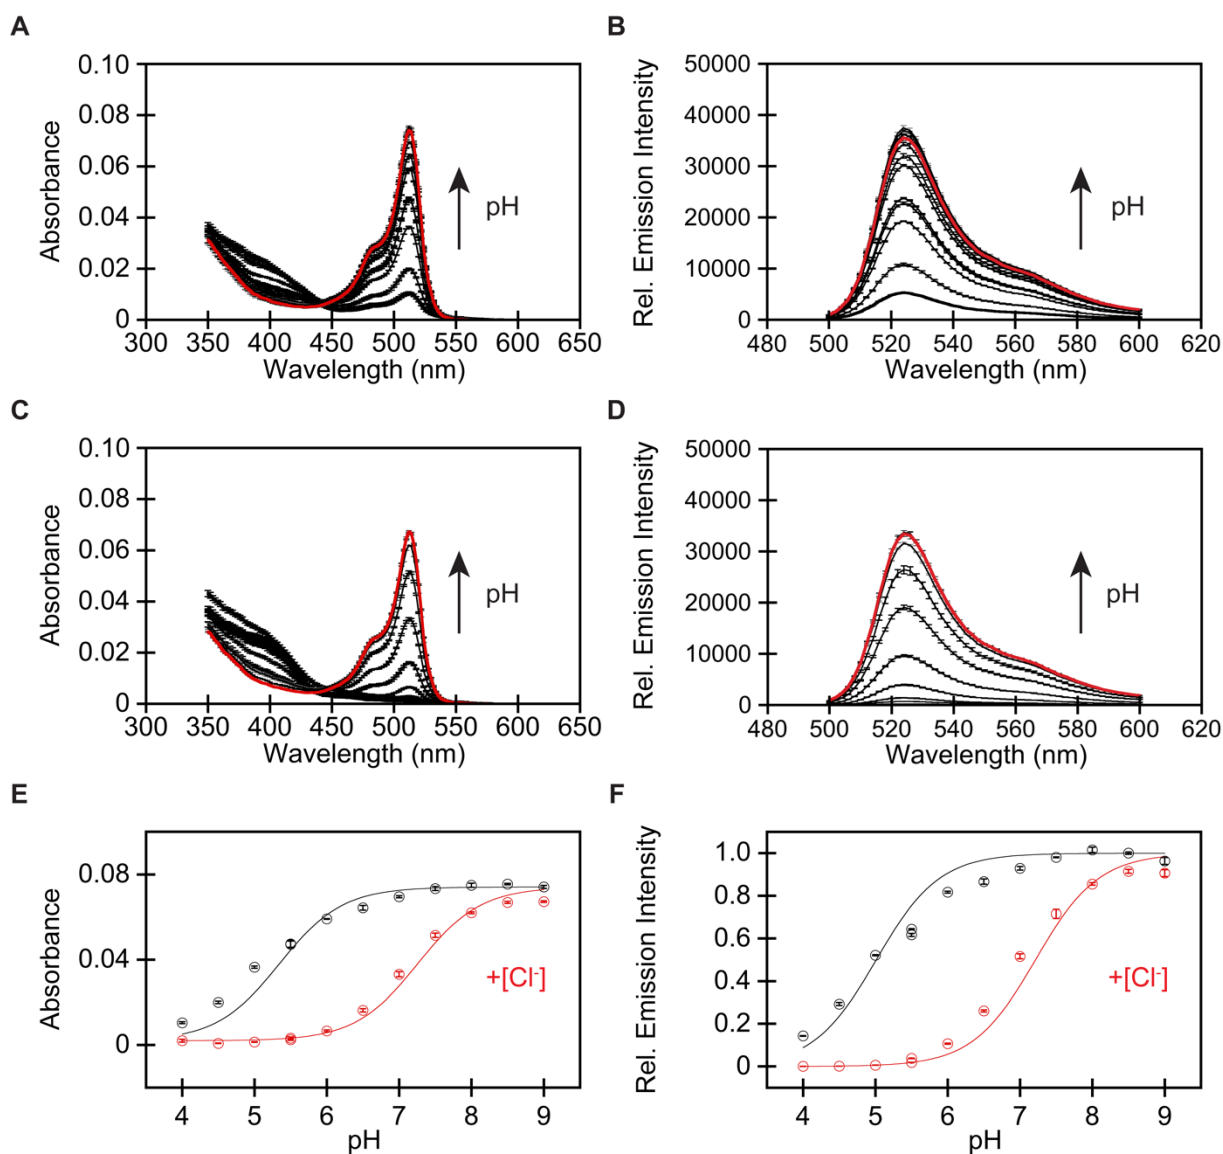 A
Absorbance
0.10
0.08
0.06
0.04
0.02
0
300 350 400 450 500 550 600 650
Wavelength (nm)
pH
B
Rel. Emission Intensity
50000
40000
30000
20000
10000
0
480 500 520 540 560 580 600 620
Wavelength (nm)
pH
C
Absorbance
0.10
0.08
0.06
0.04
0.02
0
300 350 400 450 500 550 600 650
Wavelength (nm)
pH
D
Rel. Emission Intensity
50000
40000
30000
20000
10000
0
480 500 520 540 560 580 600 620
Wavelength (nm)
pH
E
Absorbance
0.08
0.04
0
+[Cl⁻]
4 5 6 7 8 9
pH
F
Rel. Emission Intensity
1.0
0.8
0.6
0.4
0.2
0
+[Cl⁻]
4 5 6 7 8 9
pH